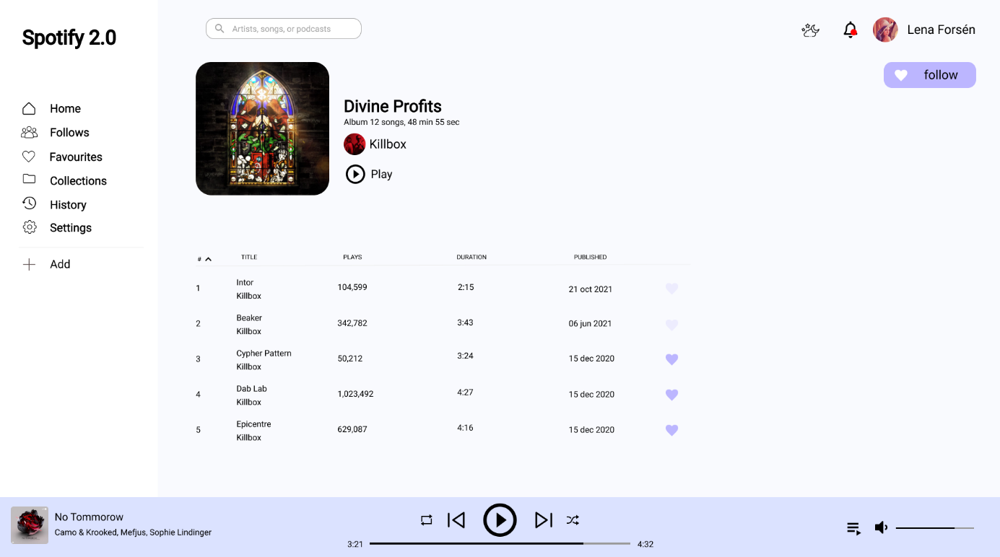 Spotify 2.0
Artists, songs, or podcasts
Lena Forsén
Home
Follows
Favourites
Collections
History
Settings
Add
follow
Divine Profits
Album 12 songs, 48 min 55 sec
Killbox
Play
# TITLE PLAYS DURATION PUBLISHED
1 Intor 104,599 2:15 21 oct 2021
Killbox
2 Beaker 342,782 3:43 06 jun 2021
Killbox
3 Cypher Pattern 50,212 3:24 15 dec 2020
Killbox
4 Dab Lab 1,023,492 4:27 15 dec 2020
Killbox
5 Epicentre 629,087 4:16 15 dec 2020
Killbox
No Tommorow
Camo & Krooked, Mefjus, Sophie Lindinger
3:21 4:32